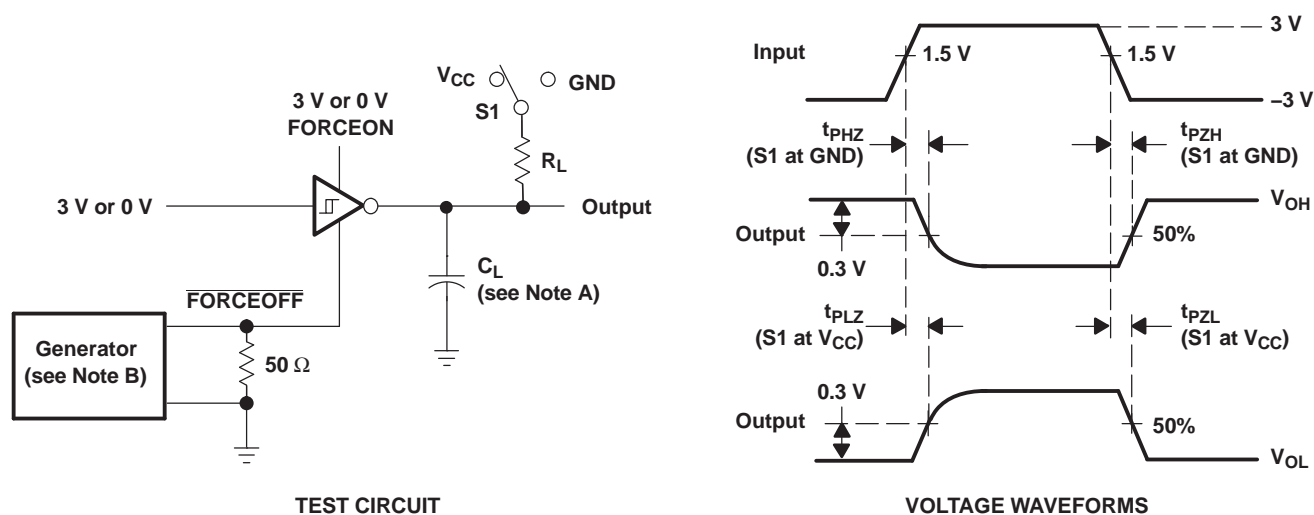 3 V or 0 V
FORCEON
VCC
GND
S1
RL
3 V or 0 V
Output
CL
(see Note A)
FORCEOFF
Generator
(see Note B)
50 Ω
TEST CIRCUIT
Input
3 V
1.5 V
1.5 V
–3 V
tPHZ
(S1 at GND)
tPZH
(S1 at GND)
VOH
Output
50%
0.3 V
tPLZ
(S1 at VCC)
tPZL
(S1 at VCC)
0.3 V
Output
50%
VOL
VOLTAGE WAVEFORMS